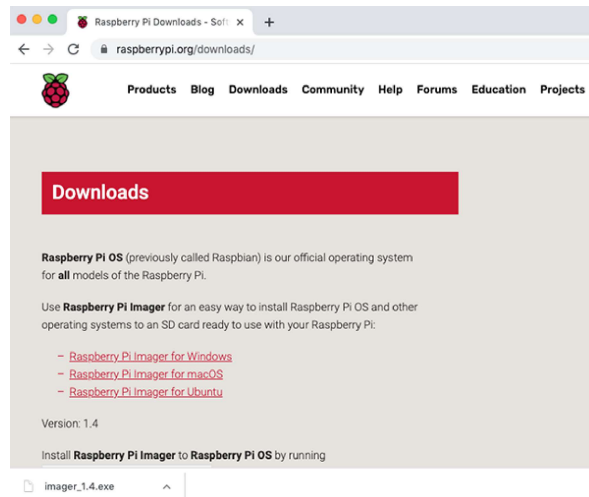 Raspberry Pi Downloads - Sof
raspberrypi.org/downloads/
Products Blog Downloads Community Help Forums Education Projects
Downloads
Raspberry Pi OS (previously called Raspbian) is our official operating system
for all models of the Raspberry Pi.
Use Raspberry Pi Imager for an easy way to install Raspberry Pi OS and other
operating systems to an SD card ready to use with your Raspberry Pi:
– Raspberry Pi Imager for Windows
– Raspberry Pi Imager for macOS
– Raspberry Pi Imager for Ubuntu
Version: 1.4
Install Raspberry Pi Imager to Raspberry Pi OS by running
imager_1.4.exe